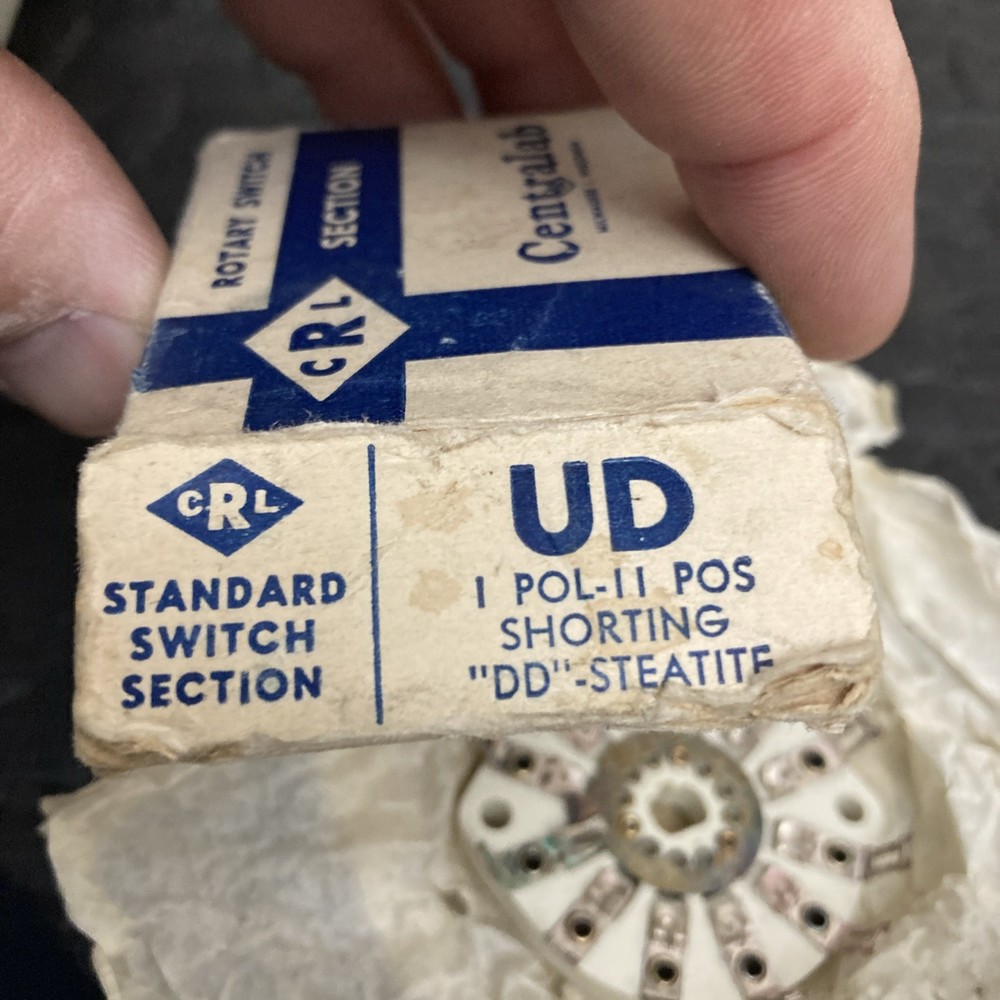 ROTARY SWITCH
SECTION
CRL
Centralab
CRL
STANDARD
SWITCH
SECTION
UD
1 POL-11 POS
SHORTING
"DD"-STEATITE